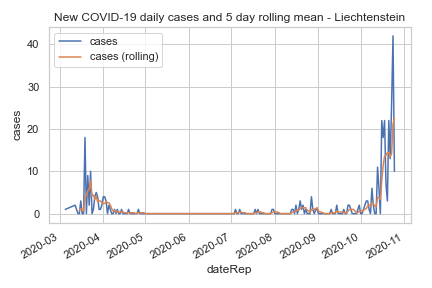 New COVID-19 daily cases and 5 day rolling mean - Liechtenstein
cases
cases (rolling)
40
30
20
10
0
cases
2020-03
2020-04
2020-05
2020-06
2020-07
2020-08
2020-09
2020-10
2020-11
dateRep